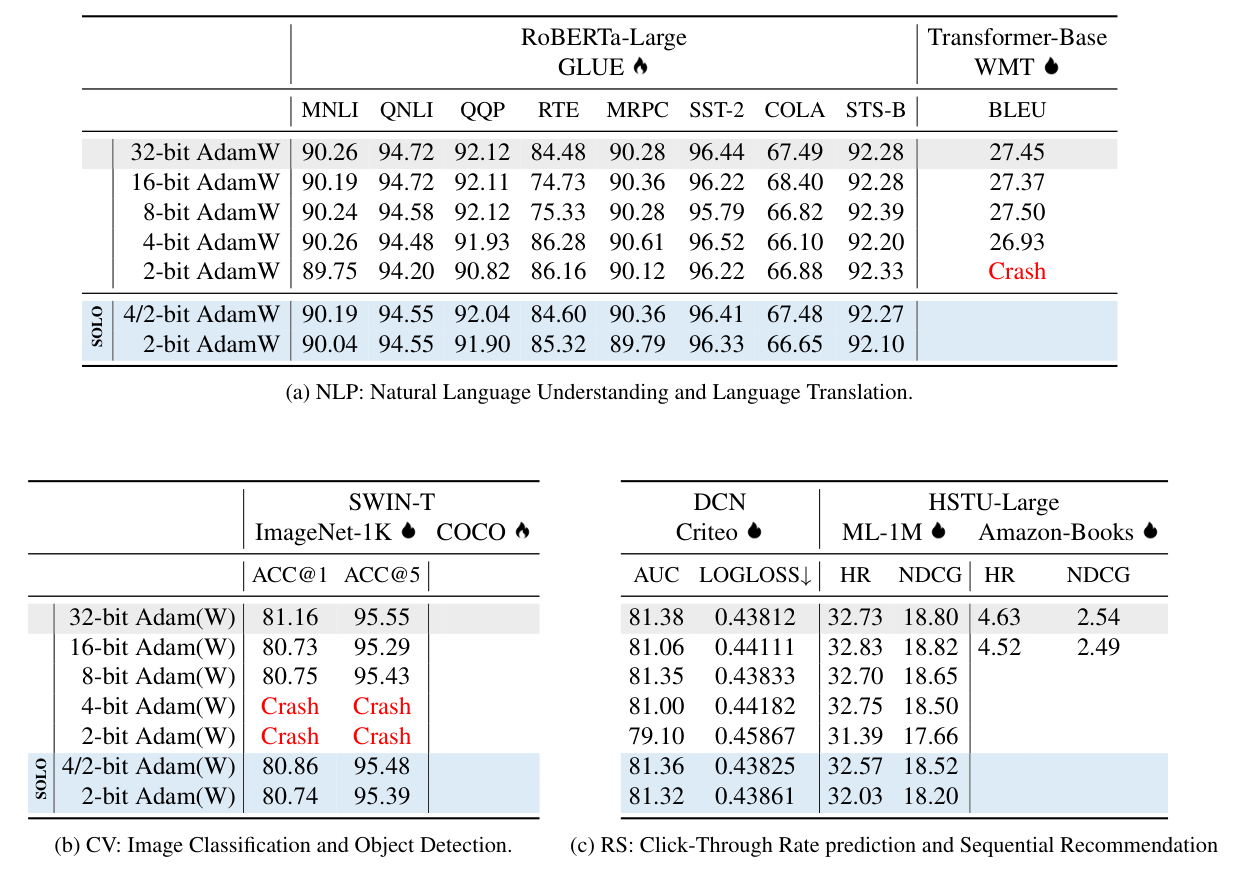 RoBERTa-Large Transformer-Base
GLUE WMT
MNLI QNLI QQP RTE MRPC SST-2 COLA STS-B BLEU
32-bit AdamW 90.26 94.72 92.12 84.48 90.28 96.44 67.49 92.28 27.45
16-bit AdamW 90.19 94.72 92.11 74.73 90.36 96.22 68.40 92.28 27.37
8-bit AdamW 90.24 94.58 92.12 75.33 90.28 95.79 66.82 92.39 27.50
4-bit AdamW 90.26 94.48 91.93 86.28 90.61 96.52 66.10 92.20 26.93
2-bit AdamW 89.75 94.20 90.82 86.16 90.12 96.22 66.88 92.33 Crash
SOLO
4/2-bit AdamW 90.19 94.55 92.04 84.60 90.36 96.41 67.48 92.27
2-bit AdamW 90.04 94.55 91.90 85.32 89.79 96.33 66.65 92.10
(a) NLP: Natural Language Understanding and Language Translation.
SWIN-T
ImageNet-1K COCO
ACC@1 ACC@5
32-bit Adam(W) 81.16 95.55
16-bit Adam(W) 80.73 95.29
8-bit Adam(W) 80.75 95.43
4-bit Adam(W) Crash Crash
2-bit Adam(W) Crash Crash
SOLO
4/2-bit Adam(W) 80.86 95.48
2-bit Adam(W) 80.74 95.39
(b) CV: Image Classification and Object Detection.
DCN HSTU-Large
Criteo ML-1M Amazon-Books
AUC LOGLOSS↓ HR NDCG HR NDCG
81.38 0.43812 32.73 18.80 4.63 2.54
81.06 0.44111 32.83 18.82 4.52 2.49
81.35 0.43833 32.70 18.65
81.00 0.44182 32.75 18.50
79.10 0.45867 31.39 17.66
81.36 0.43825 32.57 18.52
81.32 0.43861 32.03 18.20
(c) RS: Click-Through Rate prediction and Sequential Recommendation